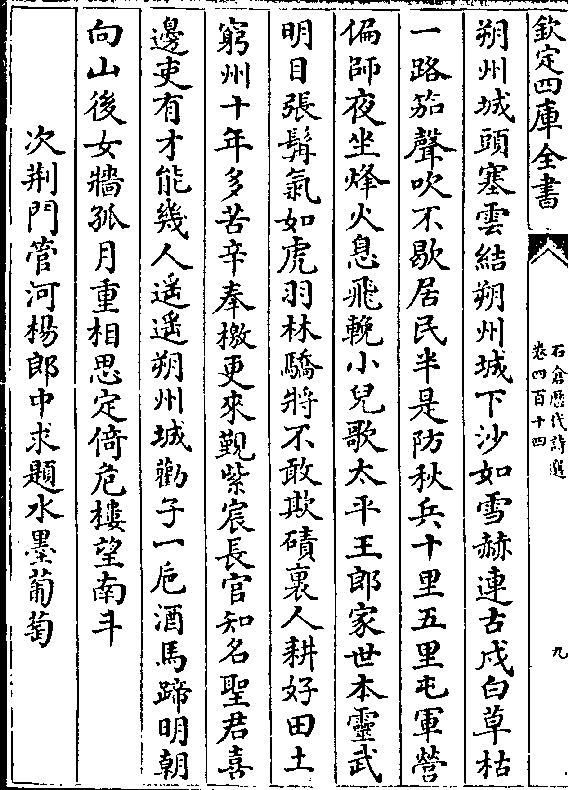 欽定四庫全書
石倉歷代詩選
卷四百十四
九
朔州城頭塞雲結朔州城下沙如雪赫連古戍白草枯
一路笳聲吹不歇居民半是防秋兵十里五里屯軍營
偏師夜坐烽火息飛輓小兒歌太平王郎家世本靈武
明目張髯氣如虎羽林驕將不敢欺磧裏人耕好田土
窮州十年多苦辛奉檄更來覲紫宸長官知名聖君喜
邊吏有才能幾人遥遥朔州城勸子一巵酒馬蹄明朝
向山後女牆孤月重相思定倚危樓望南斗
次荆門管河楊郎中求題水墨葡萄